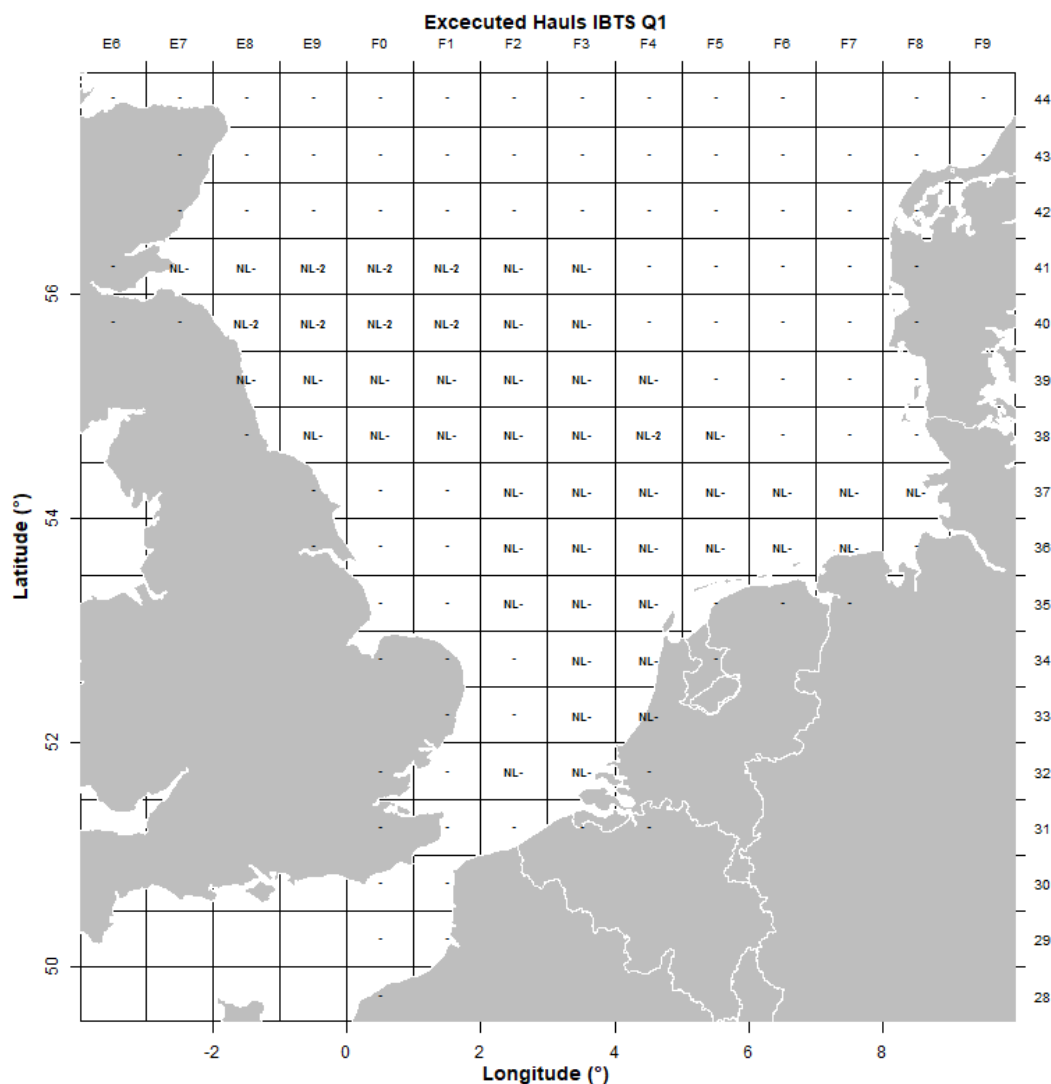 Excecuted Hauls IBTS Q1
E6 E7 E8 E9 F0 F1 F2 F3 F4 F5 F6 F7 F8 F9
- - - - - - - - - - - - - - 44
- - - - - - - - - - - - - 43
- - - - - - - - - - - - 42
- NL- NL- NL-2 NL-2 NL-2 NL- NL- - - - - - 41
56
- - NL-2 NL-2 NL-2 NL-2 NL- NL- - - - - - 40
NL- NL- NL- NL- NL- NL- NL- - - - - 39
- NL- NL- NL- NL- NL- NL-2 NL- - - - 38
- - - NL- NL- NL- NL- NL- NL- NL- 37
54
- - - NL- NL- NL- NL- NL- NL- - 36
Latitude (°)
- - NL- NL- NL- - - - 35
- - - NL- NL- - 34
- - NL- NL- 33
52
- - NL- NL- - 32
- - - - - 31
- - 30
- - 29
50
- 28
-2 0 2 4 6 8
Longitude (°)